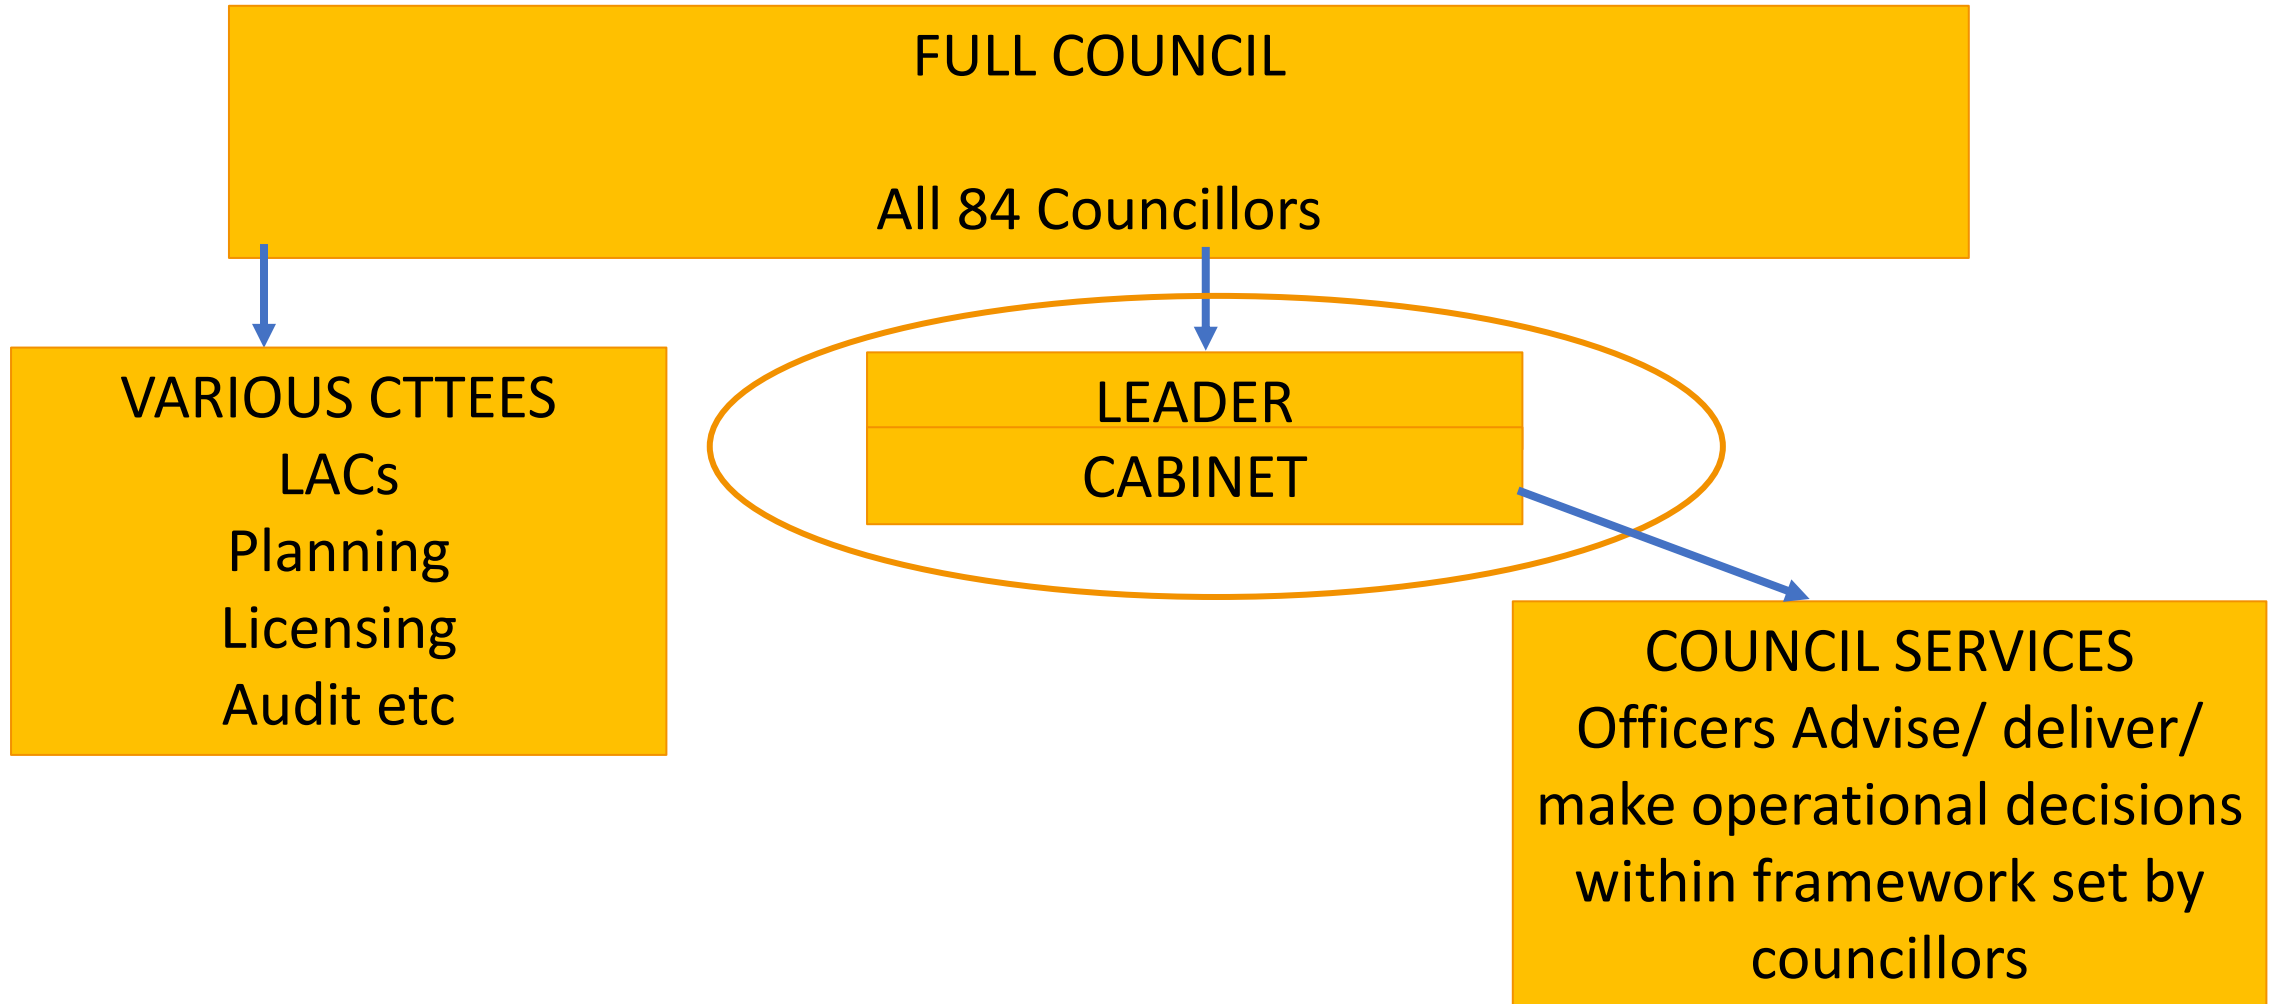 FULL COUNCIL
All 84 Councillors
VARIOUS CTTEES
LACs
Planning
Licensing
Audit etc
LEADER
CABINET
COUNCIL SERVICES
Officers Advise/ deliver/
make operational decisions
within framework set by
councillors